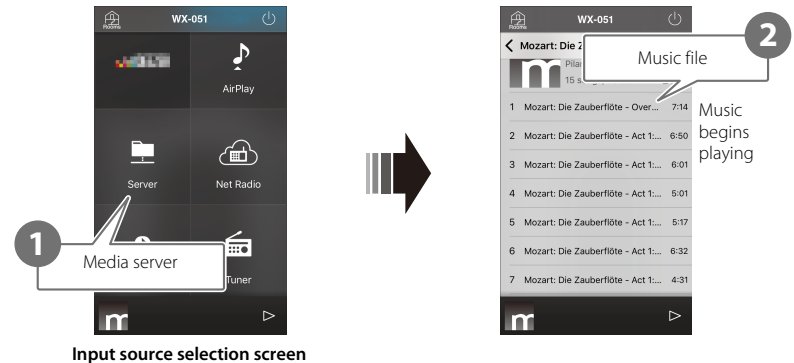 Rooms
WX-051
AirPlay
Server
Net Radio
1
Media server
Tuner
m
Input source selection screen
Rooms
WX-051
2
Mozart: Die Z
Music file
m
1 Mozart: Die Zauberflöte - Over... 7:14
Music
begins
playing
2 Mozart: Die Zauberflöte - Act 1:... 6:50
3 Mozart: Die Zauberflöte - Act 1:... 6:01
4 Mozart: Die Zauberflöte - Act 1:... 5:01
5 Mozart: Die Zauberflöte - Act 1:... 5:17
6 Mozart: Die Zauberflöte - Act 1:... 6:32
7 Mozart: Die Zauberflöte - Act 1:... 4:31
m